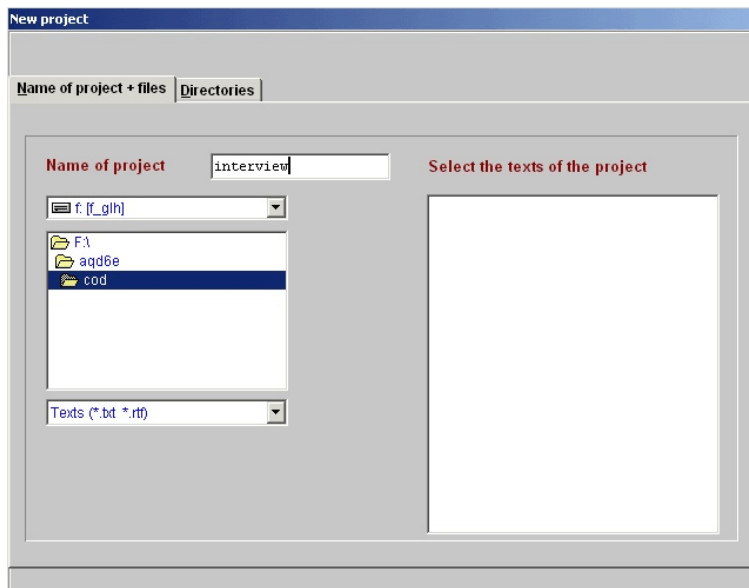 New project
Name of project + files
Directories
Name of project
interview
Select the texts of the project
f: [f_glh]
F:\
aqd6e
cod
Texts (*.txt *.rtf)